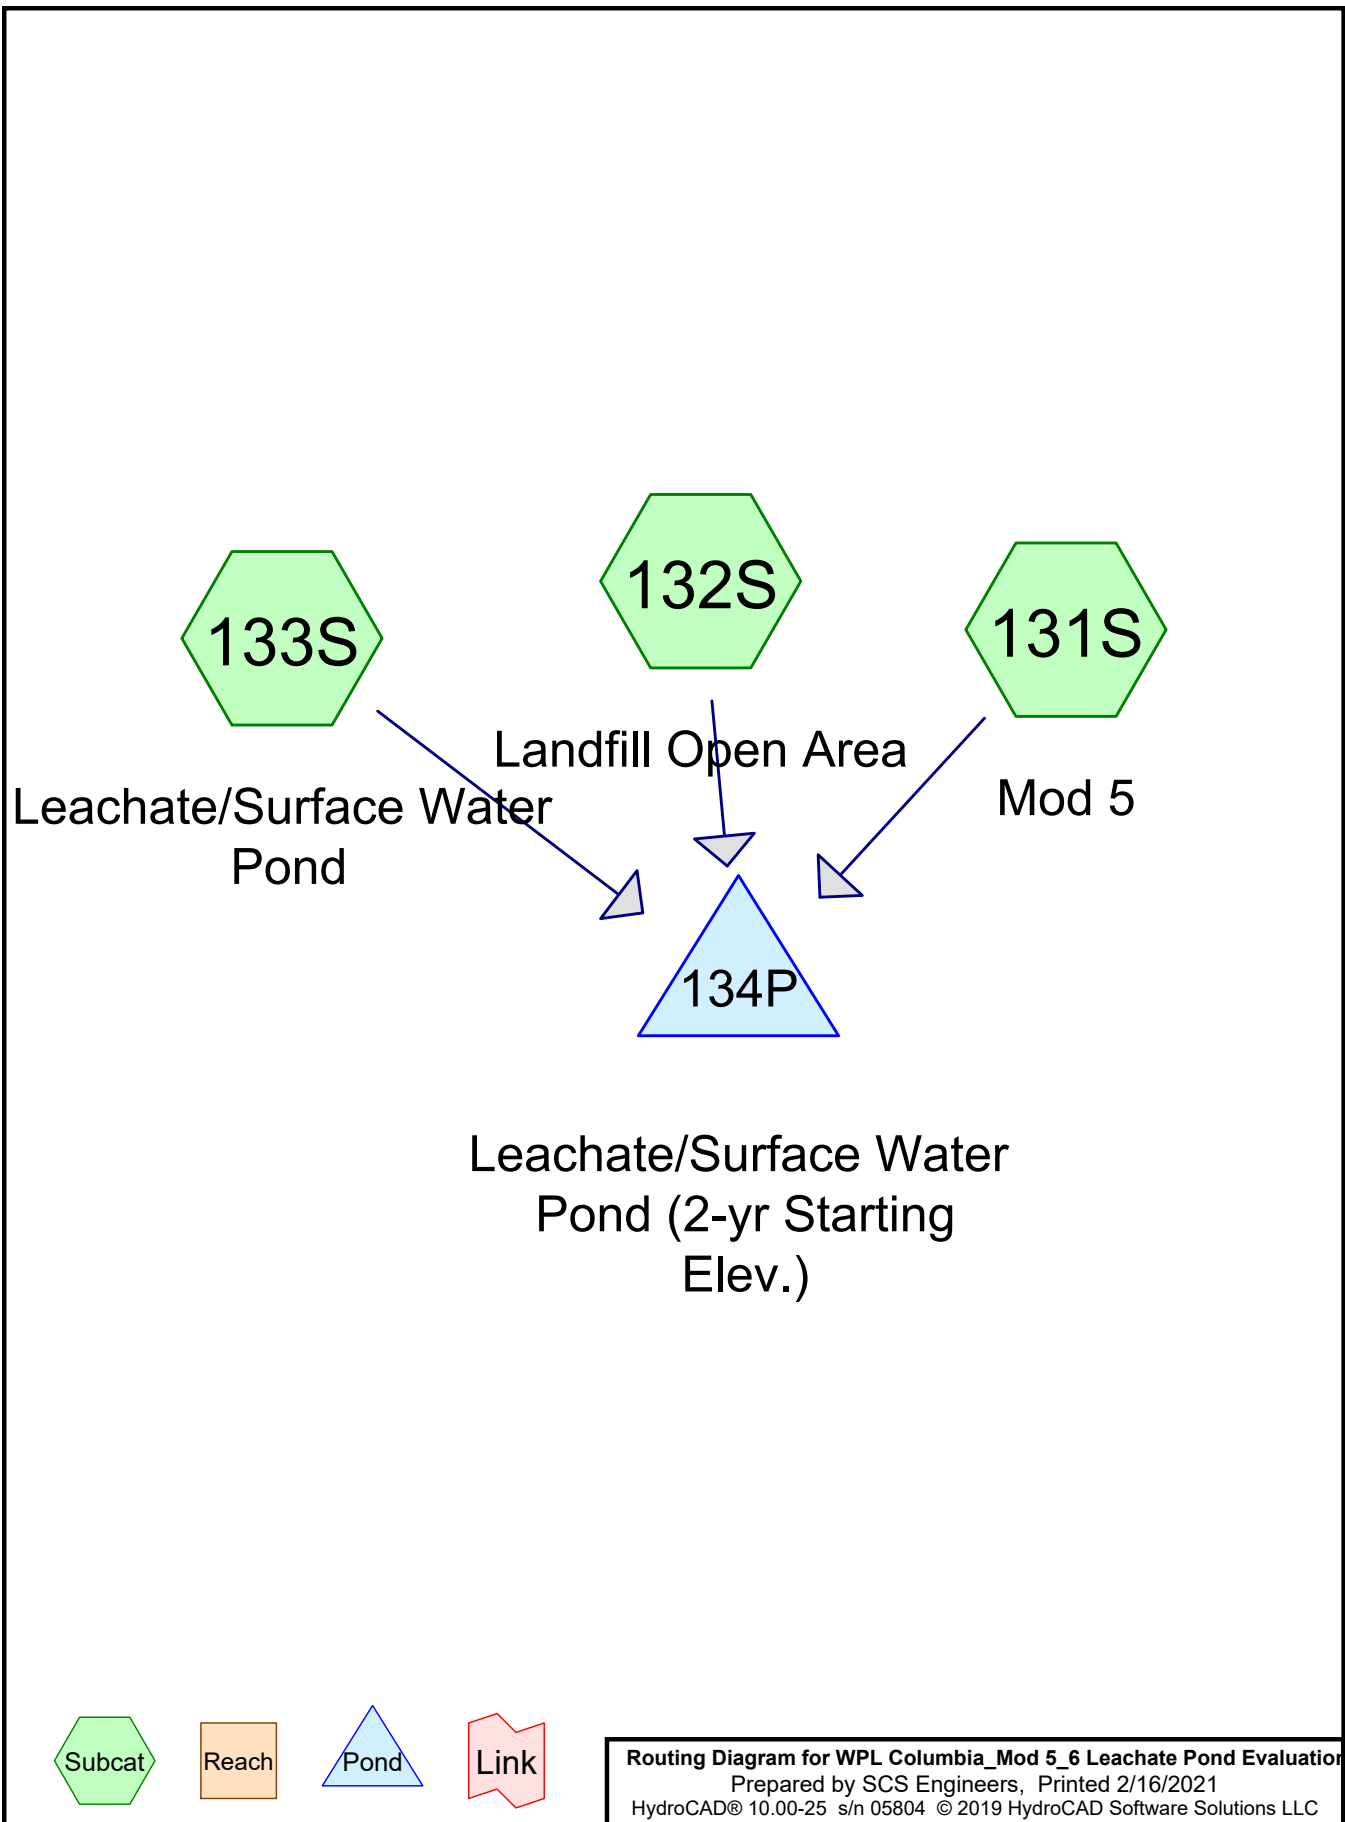 133S
132S
131S
Leachate/Surface Water
Pond
Landfill Open Area
Mod 5
134P
Leachate/Surface Water
Pond (2-yr Starting
Elev.)
Subcat
Reach
Pond
Link
Routing Diagram for WPL Columbia_Mod 5_6 Leachate Pond Evaluation
Prepared by SCS Engineers, Printed 2/16/2021
HydroCAD® 10.00-25 s/n 05804 © 2019 HydroCAD Software Solutions LLC